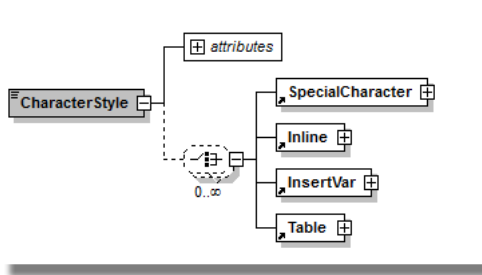 attributes
CharacterStyle
SpecialCharacter
Inline
0..∞
InsertVar
Table